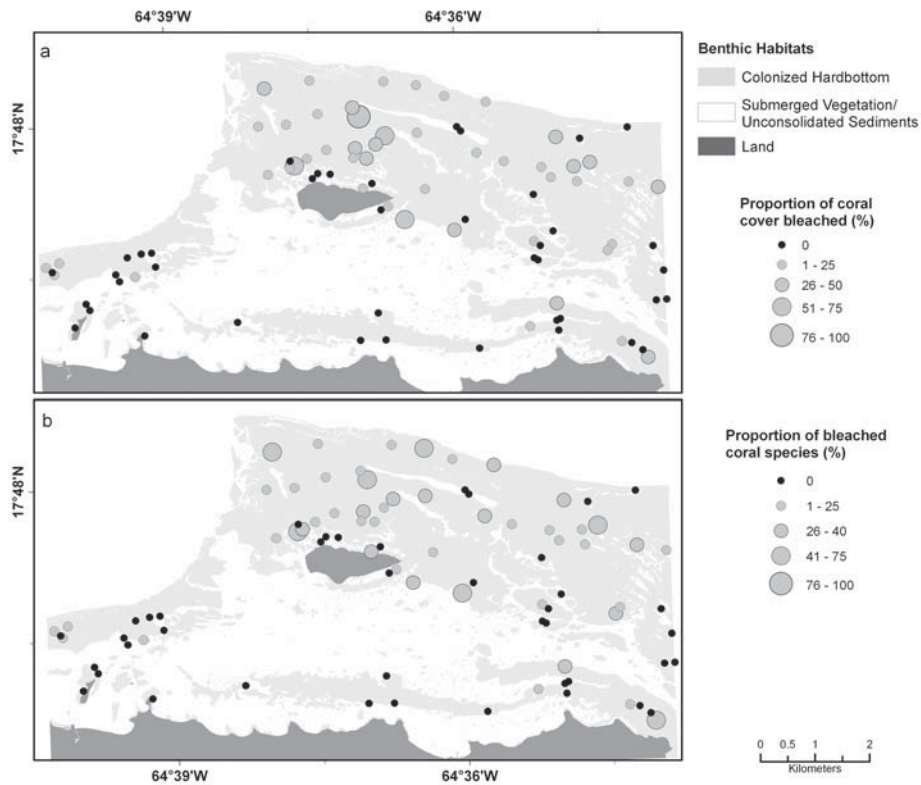 64°39'W 64°36'W
a
17°48'N
Benthic Habitats
Colonized Hardbottom
Submerged Vegetation/
Unconsolidated Sediments
Land
Proportion of coral
cover bleached (%)
0
1 - 25
26 - 50
51 - 75
76 - 100
b
17°48'N
Proportion of bleached
coral species (%)
0
1 - 25
26 - 40
41 - 75
76 - 100
64°39'W 64°36'W
0 0.5 1 2
Kilometers